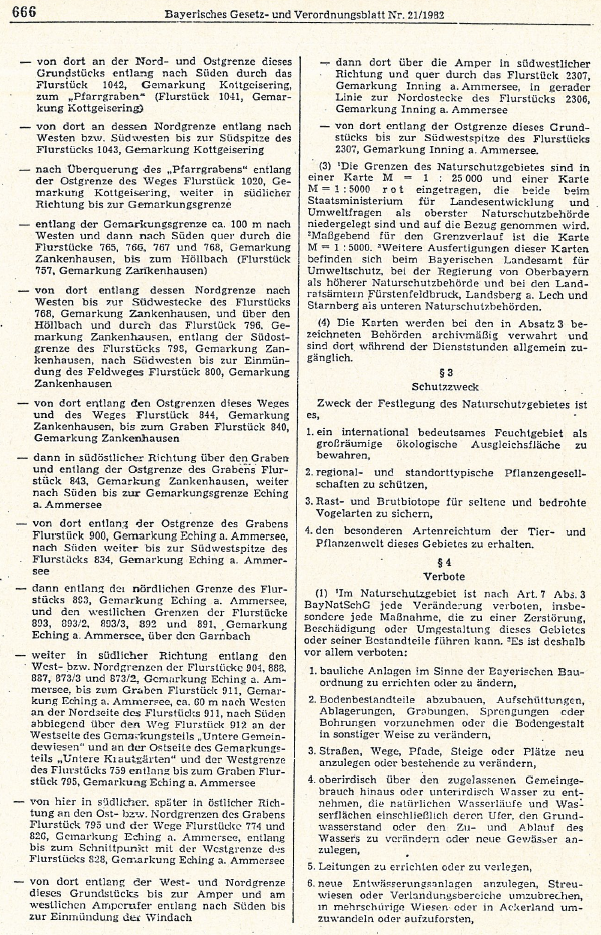 666
Bayerisches Gesetz- und Verordnungsblatt Nr. 21/1982
— von dort an der Nord- und Ostgrenze dieses
Grundstücks entlang nach Süden durch das
Flurstück 1042, Gemarkung Kottgeisering,
zum „Pfarrgraben“ (Flurstück 1041, Gemar-
kung Kottgeisering)
— von dort an dessen Nordgrenze entlang nach
Westen bzw. Südwesten bis zur Südspitze des
Flurstücks 1043, Gemarkung Kottgeisering
— nach Überquerung des „Pfarrgrabens“ entlang
der Ostgrenze des Weges Flurstück 1020, Ge-
markung Kottgeisering, weiter in südlicher
Richtung bis zur Gemarkungsgrenze
— entlang der Gemarkungsgrenze ca. 100 m nach
Westen und dann nach Süden quer durch die
Flurstücke 765, 766, 767 und 768, Gemarkung
Zankenhausen, bis zum Höllbach (Flurstück
757, Gemarkung Zankenhausen)
— von dort entlang dessen Nordgrenze nach
Westen bis zur Südwestecke des Flurstücks
768, Gemarkung Zankenhausen, und über den
Höllbach und durch das Flurstück 796, Ge-
markung Zankenhausen, entlang der Südost-
grenze des Flurstücks 798, Gemarkung Zan-
kenhausen, nach Südwesten bis zur Einmün-
dung des Feldweges Flurstück 800, Gemarkung
Zankenhausen
— von dort entlang den Ostgrenzen dieses Weges
und des Weges Flurstück 844, Gemarkung
Zankenhausen, bis zum Graben Flurstück 840,
Gemarkung Zankenhausen
— dann in südöstlicher Richtung über den Graben
und entlang der Ostgrenze des Grabens Flur-
stück 843, Gemarkung Zankenhausen, weiter
nach Süden bis zur Gemarkungsgrenze Eching
a. Ammersee
— von dort entlang der Ostgrenze des Grabens
Flurstück 900, Gemarkung Eching a. Ammersee,
nach Süden weiter bis zur Südwestspitze des
Flurstücks 834, Gemarkung Eching a. Ammer-
see
— dann entlang der nördlichen Grenze des Flur-
stücks 893, Gemarkung Eching a. Ammersee,
und den westlichen Grenzen der Flurstücke
893, 893/2, 893/3, 892 und 891, Gemarkung
Eching a. Ammersee, über den Garnbach
— weiter in südlicher Richtung entlang den
West- bzw. Nordgrenzen der Flurstücke 904, 888,
887, 873/3 und 873/2, Gemarkung Eching a. Am-
mersee, bis zum Graben Flurstück 911, Gemar-
kung Eching a. Ammersee, ca. 60 m nach Westen
an der Nordseite des Flurstücks 911, nach Süden
abbiegend über den Weg Flurstück 912 an der
Westseite des Gemarkungsteils „Untere Gemein-
dewiesen“ und an der Ostseite des Gemarkungs-
teils „Untere Krautgärten“ und der Westgrenze
des Flurstücks 759 entlang bis zum Graben Flur-
stück 795, Gemarkung Eching a. Ammersee
— von hier in südlicher, später in östlicher Rich-
tung an den Ost- bzw. Nordgrenzen des Grabens
Flurstück 795 und der Wege Flurstücke 774 und
826, Gemarkung Eching a. Ammersee, entlang
bis zum Schnittpunkt mit der Westgrenze des
Flurstücks 828, Gemarkung Eching a. Ammersee
— von dort entlang der West- und Nordgrenze
dieses Grundstücks bis zur Amper und am
westlichen Amperufer entlang nach Süden bis
zur Einmündung der Windach
— dann dort über die Amper in südwestlicher
Richtung und quer durch das Flurstück 2307,
Gemarkung Inning a. Ammersee, in gerader
Linie zur Nordostecke des Flurstücks 2306,
Gemarkung Inning a. Ammersee
— von dort entlang der Ostgrenze dieses Grund-
stücks bis zur Südwestspitze des Flurstücks
2307, Gemarkung Inning a. Ammersee.
(3) ¹Die Grenzen des Naturschutzgebietes sind in
einer Karte M = 1 : 25 000 und einer Karte
M = 1 : 5000 rot eingetragen, die beide beim
Staatsministerium für Landesentwicklung und
Umweltfragen als oberster Naturschutzbehörde
niedergelegt sind und auf die Bezug genommen wird.
²Maßgebend für den Grenzverlauf ist die Karte
M = 1 : 5000. ³Weitere Ausfertigungen dieser Karten
befinden sich beim Bayerischen Landesamt für
Umweltschutz, bei der Regierung von Oberbayern
als höherer Naturschutzbehörde und bei den Land-
ratsämtern Fürstenfeldbruck, Landsberg a. Lech und
Starnberg als unteren Naturschutzbehörden.
(4) Die Karten werden bei den in Absatz 3 be-
zeichneten Behörden archivmäßig verwahrt und
sind dort während der Dienststunden allgemein zu-
gänglich.
§ 3
Schutzzweck
Zweck der Festlegung des Naturschutzgebietes ist
es,
1. ein international bedeutsames Feuchtgebiet als
großräumige ökologische Ausgleichsfläche zu
bewahren,
2. regional- und standorttypische Pflanzengesell-
schaften zu schützen,
3. Rast- und Brutbiotope für seltene und bedrohte
Vogelarten zu sichern,
4. den besonderen Artenreichtum der Tier- und
Pflanzenwelt dieses Gebietes zu erhalten.
§ 4
Verbote
(1) ¹Im Naturschutzgebiet ist nach Art. 7 Abs. 3
BayNatSchG jede Veränderung verboten, insbe-
sondere jede Maßnahme, die zu einer Zerstörung,
Beschädigung oder Umgestaltung dieses Gebietes
oder seiner Bestandteile führen kann. ²Es ist deshalb
vor allem verboten:
1. bauliche Anlagen im Sinne der Bayerischen Bau-
ordnung zu errichten oder zu ändern,
2. Bodenbestandteile abzubauen, Aufschüttungen,
Ablagerungen, Grabungen, Sprengungen oder
Bohrungen vorzunehmen oder die Bodengestalt
in sonstiger Weise zu verändern,
3. Straßen, Wege, Pfade, Steige oder Plätze neu
anzulegen oder bestehende zu verändern,
4. oberirdisch über den zugelassenen Gemeinge-
brauch hinaus oder unterirdisch Wasser zu ent-
nehmen, die natürlichen Wasserläufe und Was-
serflächen einschließlich deren Ufer, den Grund-
wasserstand oder den Zu- und Ablauf des
Wassers zu verändern oder neue Gewässer an-
zulegen,
5. Leitungen zu errichten oder zu verlegen,
6. neue Entwässerungsanlagen anzulegen, Streu-
wiesen oder Verlandungsbereiche umzubrechen,
in mehrschürige Wiesen oder in Ackerland um-
zuwandeln oder aufzuforsten,